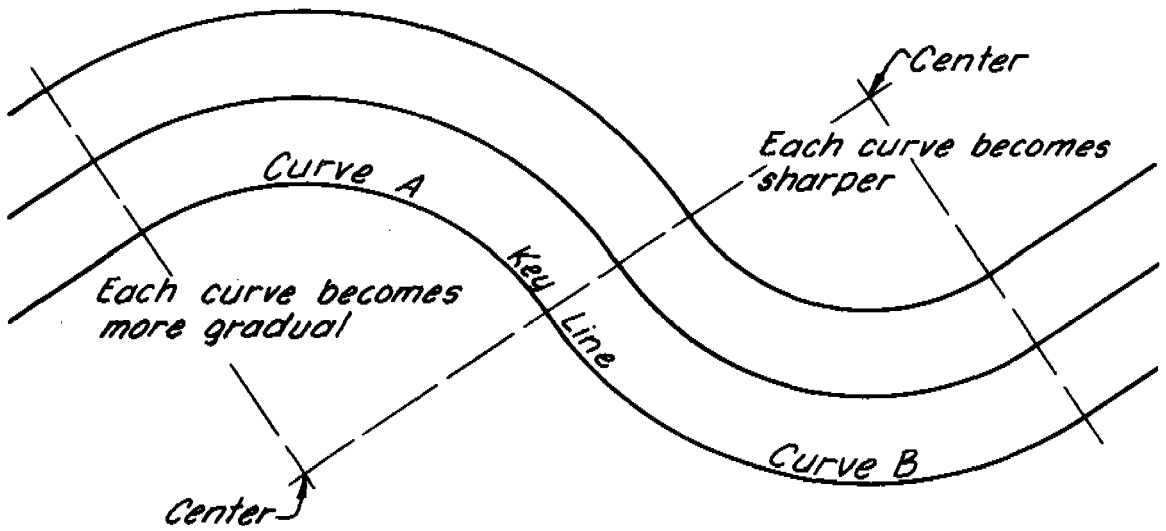 Center
Each curve becomes
sharper
Curve A
Key
Line
Each curve becomes
more gradual
Curve B
Center